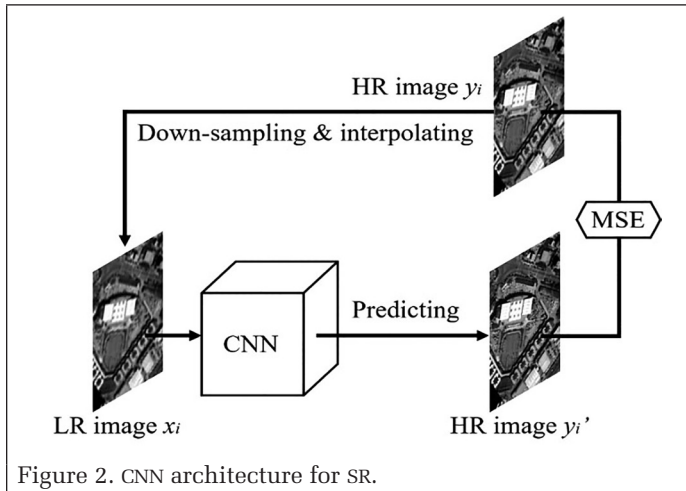 HR image yᵢ
Down-sampling & interpolating
MSE
CNN
Predicting
LR image xᵢ
HR image yᵢ’
Figure 2. CNN architecture for SR.